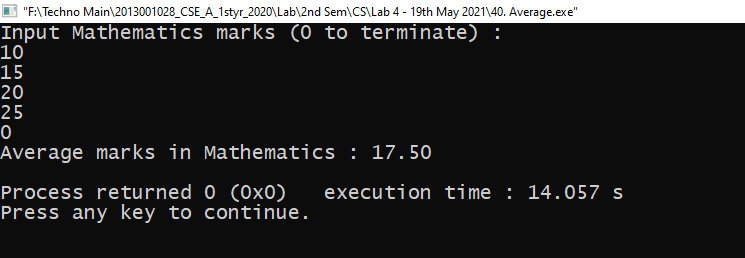 "F:\Techno Main\2013001028_CSE_A_1styr_2020\Lab\2nd Sem\CS\Lab 4 - 19th May 2021\40. Average.exe"
Input Mathematics marks (0 to terminate) :
10
15
20
25
0
Average marks in Mathematics : 17.50
Process returned 0 (0x0)   execution time : 14.057 s
Press any key to continue.